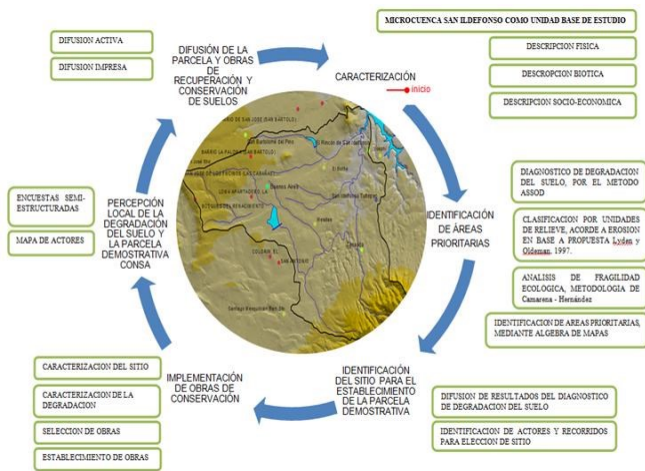 MICROCUENCA SAN ILDEFONSO COMO UNIDAD BASE DE ESTUDIO
DIFUSION ACTIVA
DIFUSION IMPRESA
DIFUSIÓN DE LA
PARCELA Y OBRAS
DE
RECUPERACIÓN Y
CONSERVACIÓN
DE SUELOS
CARACTERIZACIÓN
inicio
DESCRIPCION FISICA
DESCROPCION BIOTICA
DESCRIPCION SOCIO-ECONOMICA
DIAGNOSTICO DE DEGRADACION
DEL SUELO, POR EL METODO
ASSOD
IDENTIFICACIÓN
DE ÁREAS
PRIORITARIAS
CLASIFICACION POR UNIDADES
DE RELIEVE, ACORDE A EROSION
EN BASE A PROPUESTA Lyden y
Oldeman, 1997.
ANALISIS DE FRAGILIDAD
ECOLOGICA, METODOLOGIA DE
Camarena - Hernández
IDENTIFICACION DE AREAS PRIORITARIAS,
MEDIANTE ALGEBRA DE MAPAS
ENCUESTAS SEMI-
ESTRUCTURADAS
MAPA DE ACTORES
PERCEPCIÓN
LOCAL DE LA
DEGRADACIÓN
DEL SUELO Y
LA PARCELA
DEMOSTRATIVA
CONSA
IDENTIFICACIÓN
DEL SITIO PARA EL
ESTABLECIMIENTO
DE LA PARCELA
DEMOSTRATIVA
DIFUSION DE RESULTADOS DEL DIAGNOSTICO
DE DEGRADACION DEL SUELO
IDENTIFICACION DE ACTORES Y RECORRIDOS
PARA ELECCION DE SITIO
IMPLEMENTACIÓN
DE OBRAS DE
CONSERVACIÓN
CARACTERIZACION DEL SITIO
CARACTERIZACION DE LA
DEGRADACION
SELECCION DE OBRAS
ESTABLECIMIENTO DE OBRAS